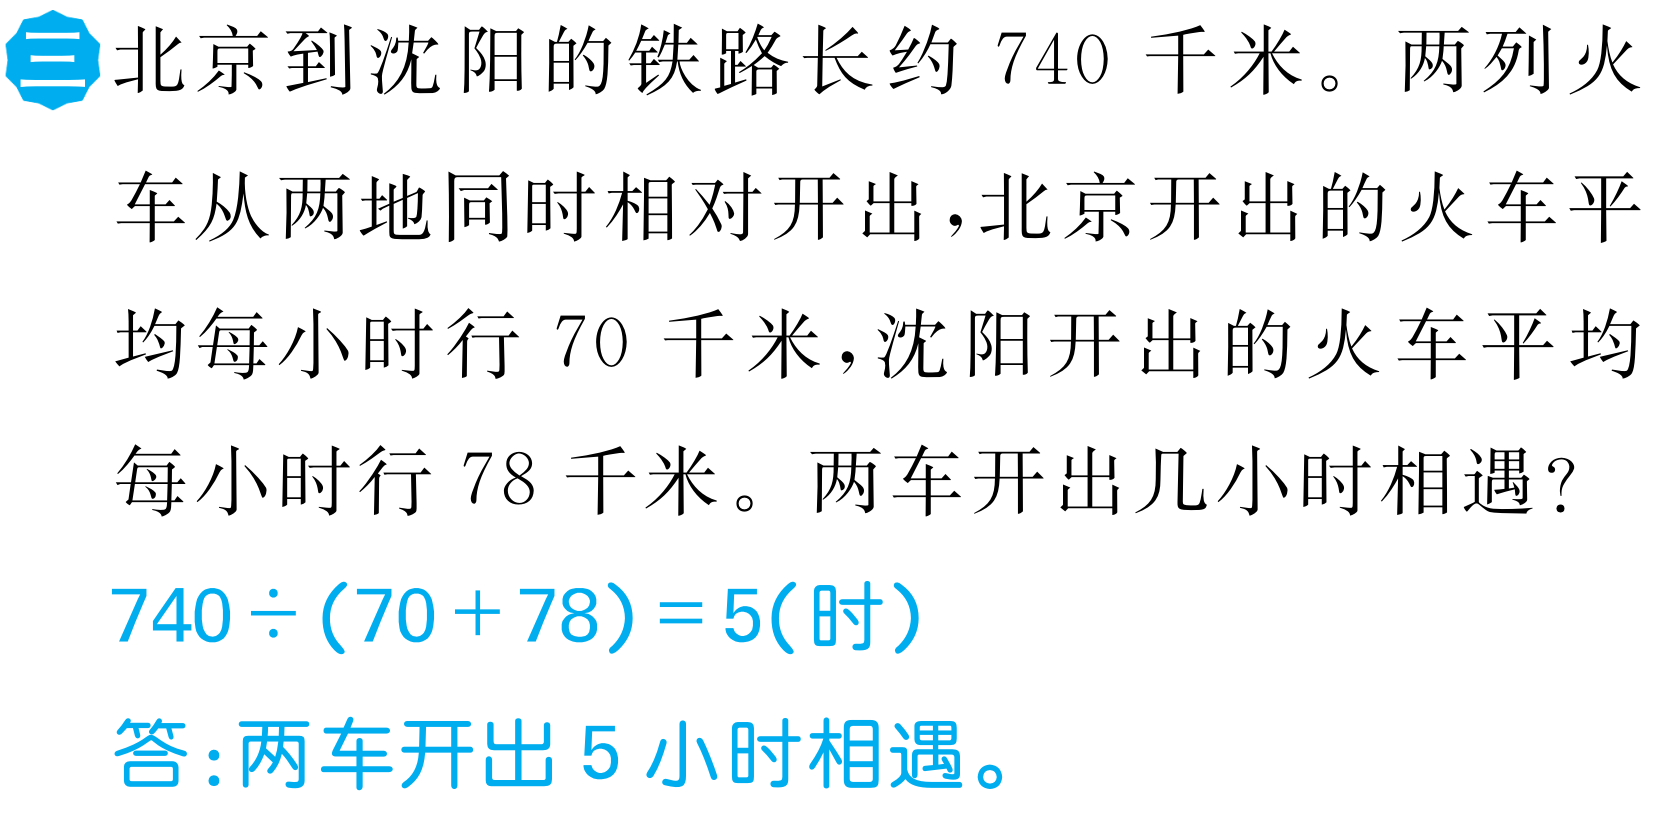 三 北京到沈阳的铁路长约 740 千米。两列火
车从两地同时相对开出,北京开出的火车平
均每小时行 70 千米,沈阳开出的火车平均
每小时行 78 千米。两车开出几小时相遇?
740÷(70+78)=5(时)
答:两车开出 5 小时相遇。